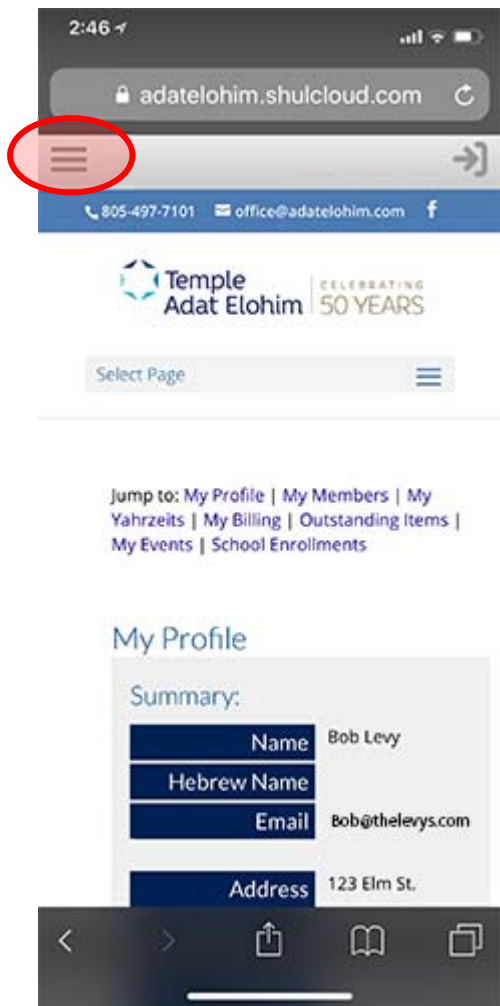 2:46
adatelohim.shulcloud.com
805-497-7101 office@adatelohim.com f
Temple
Adat Elohim
CELEBRATING
50 YEARS
Select Page
Jump to: My Profile | My Members | My
Yahrzeits | My Billing | Outstanding Items |
My Events | School Enrollments
My Profile
Summary:
Name Bob Levy
Hebrew Name
Email Bob@thelevys.com
Address 123 Elm St.